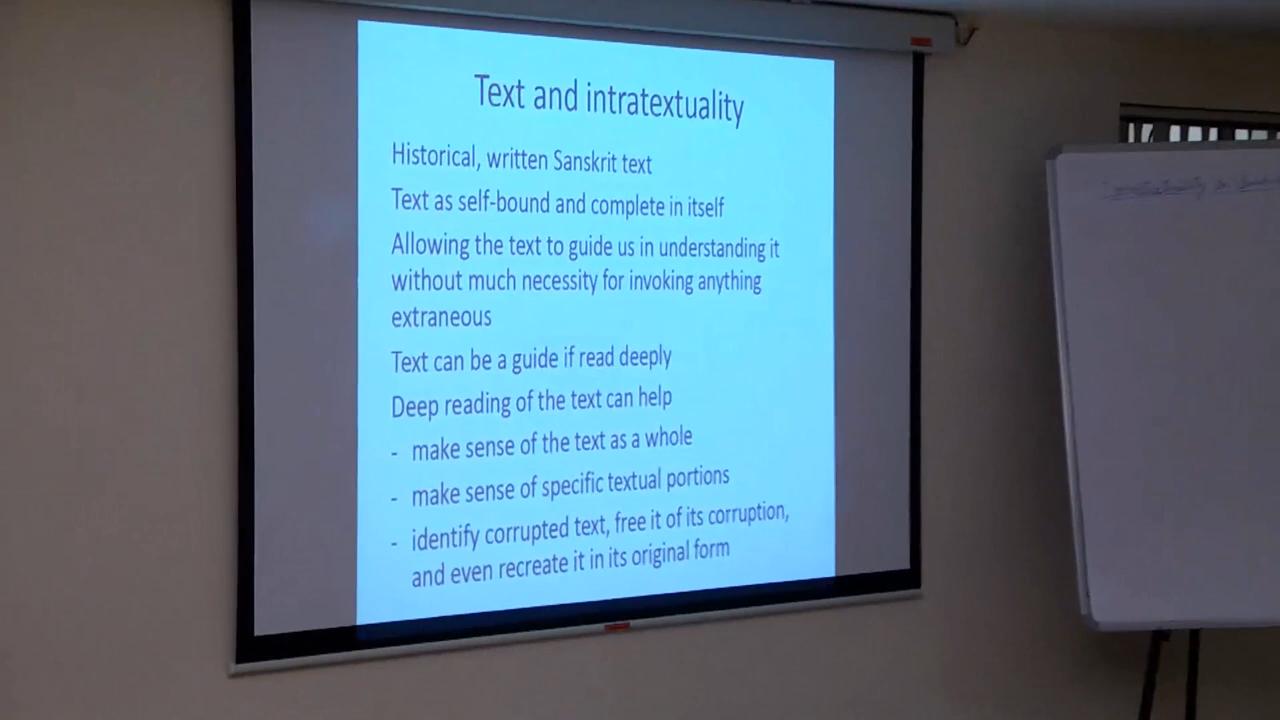 Text and intratextuality
Historical, written Sanskrit text
Text as self-bound and complete in itself
Allowing the text to guide us in understanding it
without much necessity for invoking anything
extraneous
Text can be a guide if read deeply
Deep reading of the text can help
- make sense of the text as a whole
- make sense of specific textual portions
- identify corrupted text, free it of its corruption,
and even recreate it in its original form